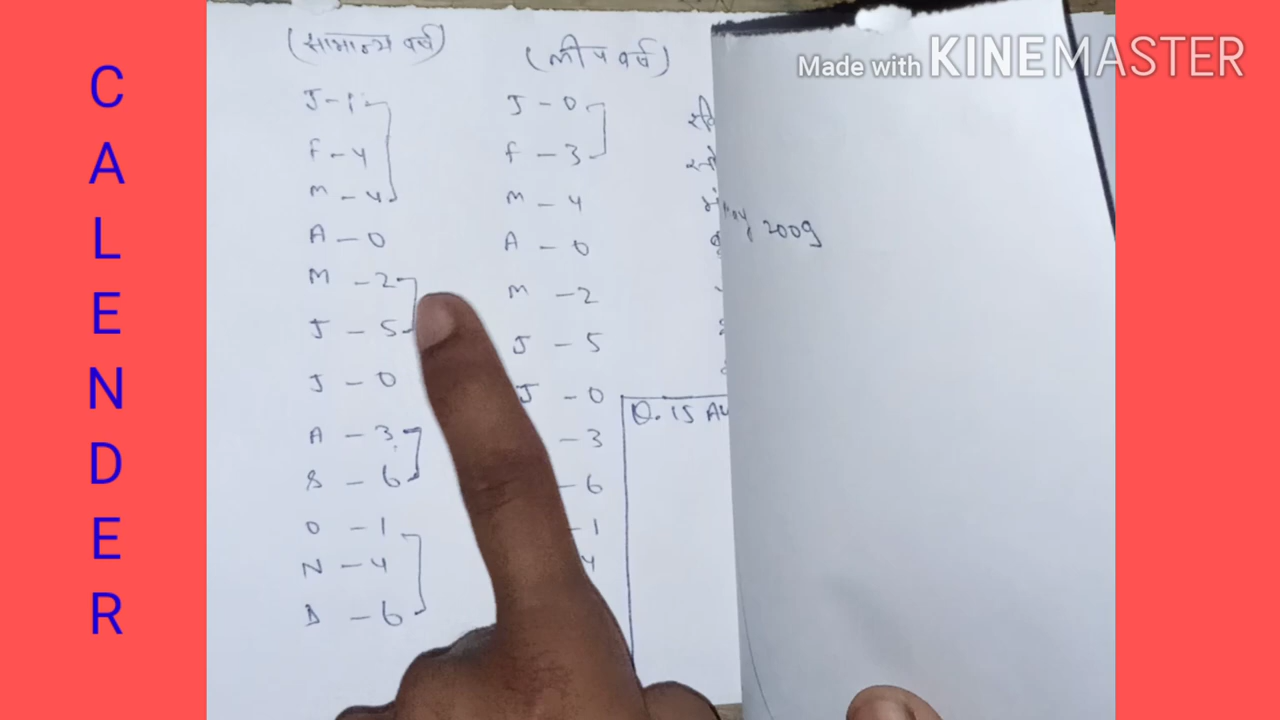 CALENDER
Made with KINEMASTER
(सामान्य वर्ष)
J - 1
F - 4
M - 4
A - 0
M - 2
J - 5
J - 0
A - 3
S - 6
O - 1
N - 4
D - 6
(लीप वर्ष)
J - 0
F - 3
M - 4
A - 0
M - 2
J - 5
J - 0
- 3
- 6
- 1
4
2009
Q. 15 Au